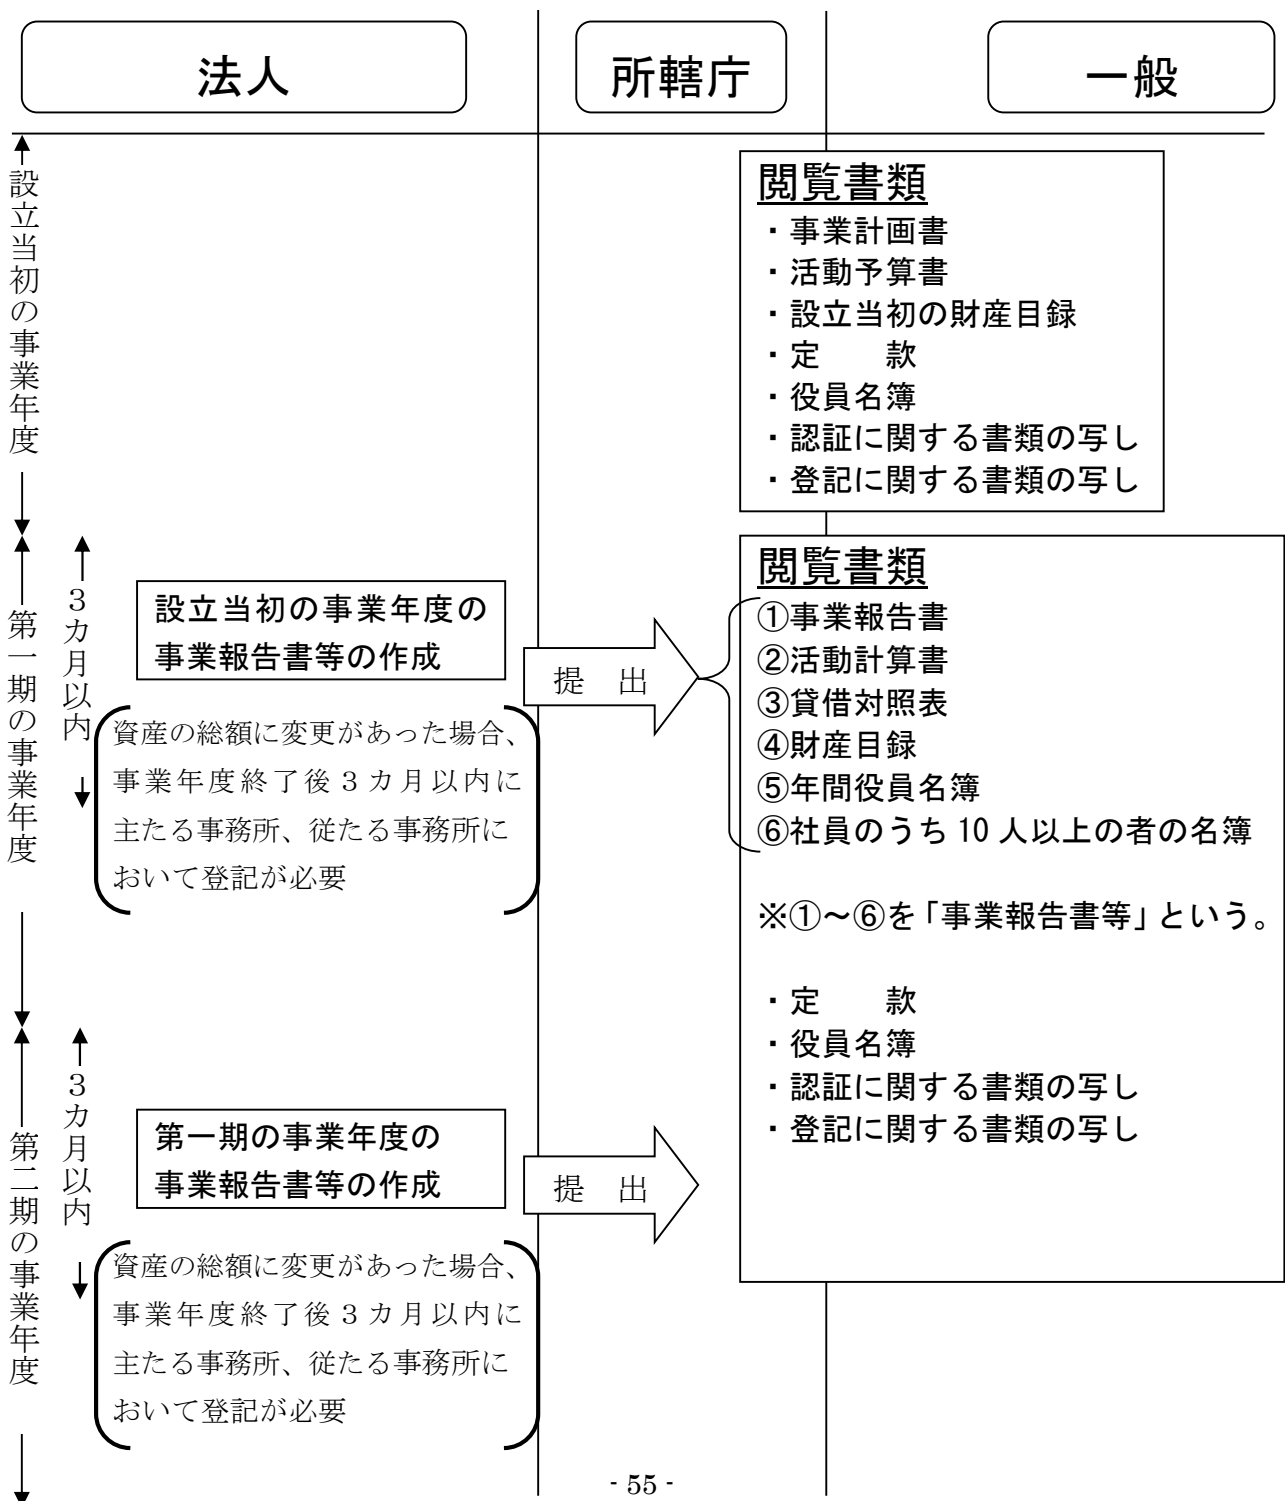 法人
所轄庁
一般
設立当初の事業年度
閲覧書類
・事業計画書
・活動予算書
・設立当初の財産目録
・定　　款
・役員名簿
・認証に関する書類の写し
・登記に関する書類の写し
第一期の事業年度
３カ月以内
設立当初の事業年度の
事業報告書等の作成
提　出
資産の総額に変更があった場合、
事業年度終了後３カ月以内に
主たる事務所、従たる事務所に
おいて登記が必要
閲覧書類
①事業報告書
②活動計算書
③貸借対照表
④財産目録
⑤年間役員名簿
⑥社員のうち 10 人以上の者の名簿
※①～⑥を「事業報告書等」という。
・定　　款
・役員名簿
・認証に関する書類の写し
・登記に関する書類の写し
第二期の事業年度
３カ月以内
第一期の事業年度の
事業報告書等の作成
提　出
資産の総額に変更があった場合、
事業年度終了後３カ月以内に
主たる事務所、従たる事務所に
おいて登記が必要
- 55 -